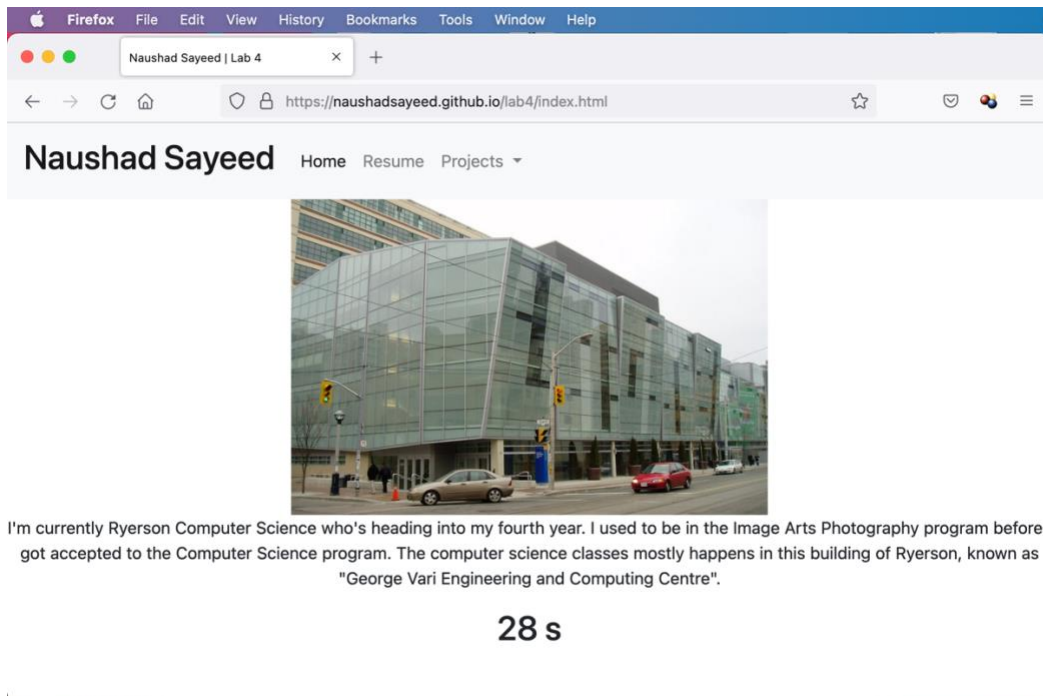 Firefox File Edit View History Bookmarks Tools Window Help
Naushad Sayeed | Lab 4
https://naushadsayeed.github.io/lab4/index.html
Naushad Sayeed Home Resume Projects
I'm currently Ryerson Computer Science who's heading into my fourth year. I used to be in the Image Arts Photography program before
got accepted to the Computer Science program. The computer science classes mostly happens in this building of Ryerson, known as
"George Vari Engineering and Computing Centre".
28 s